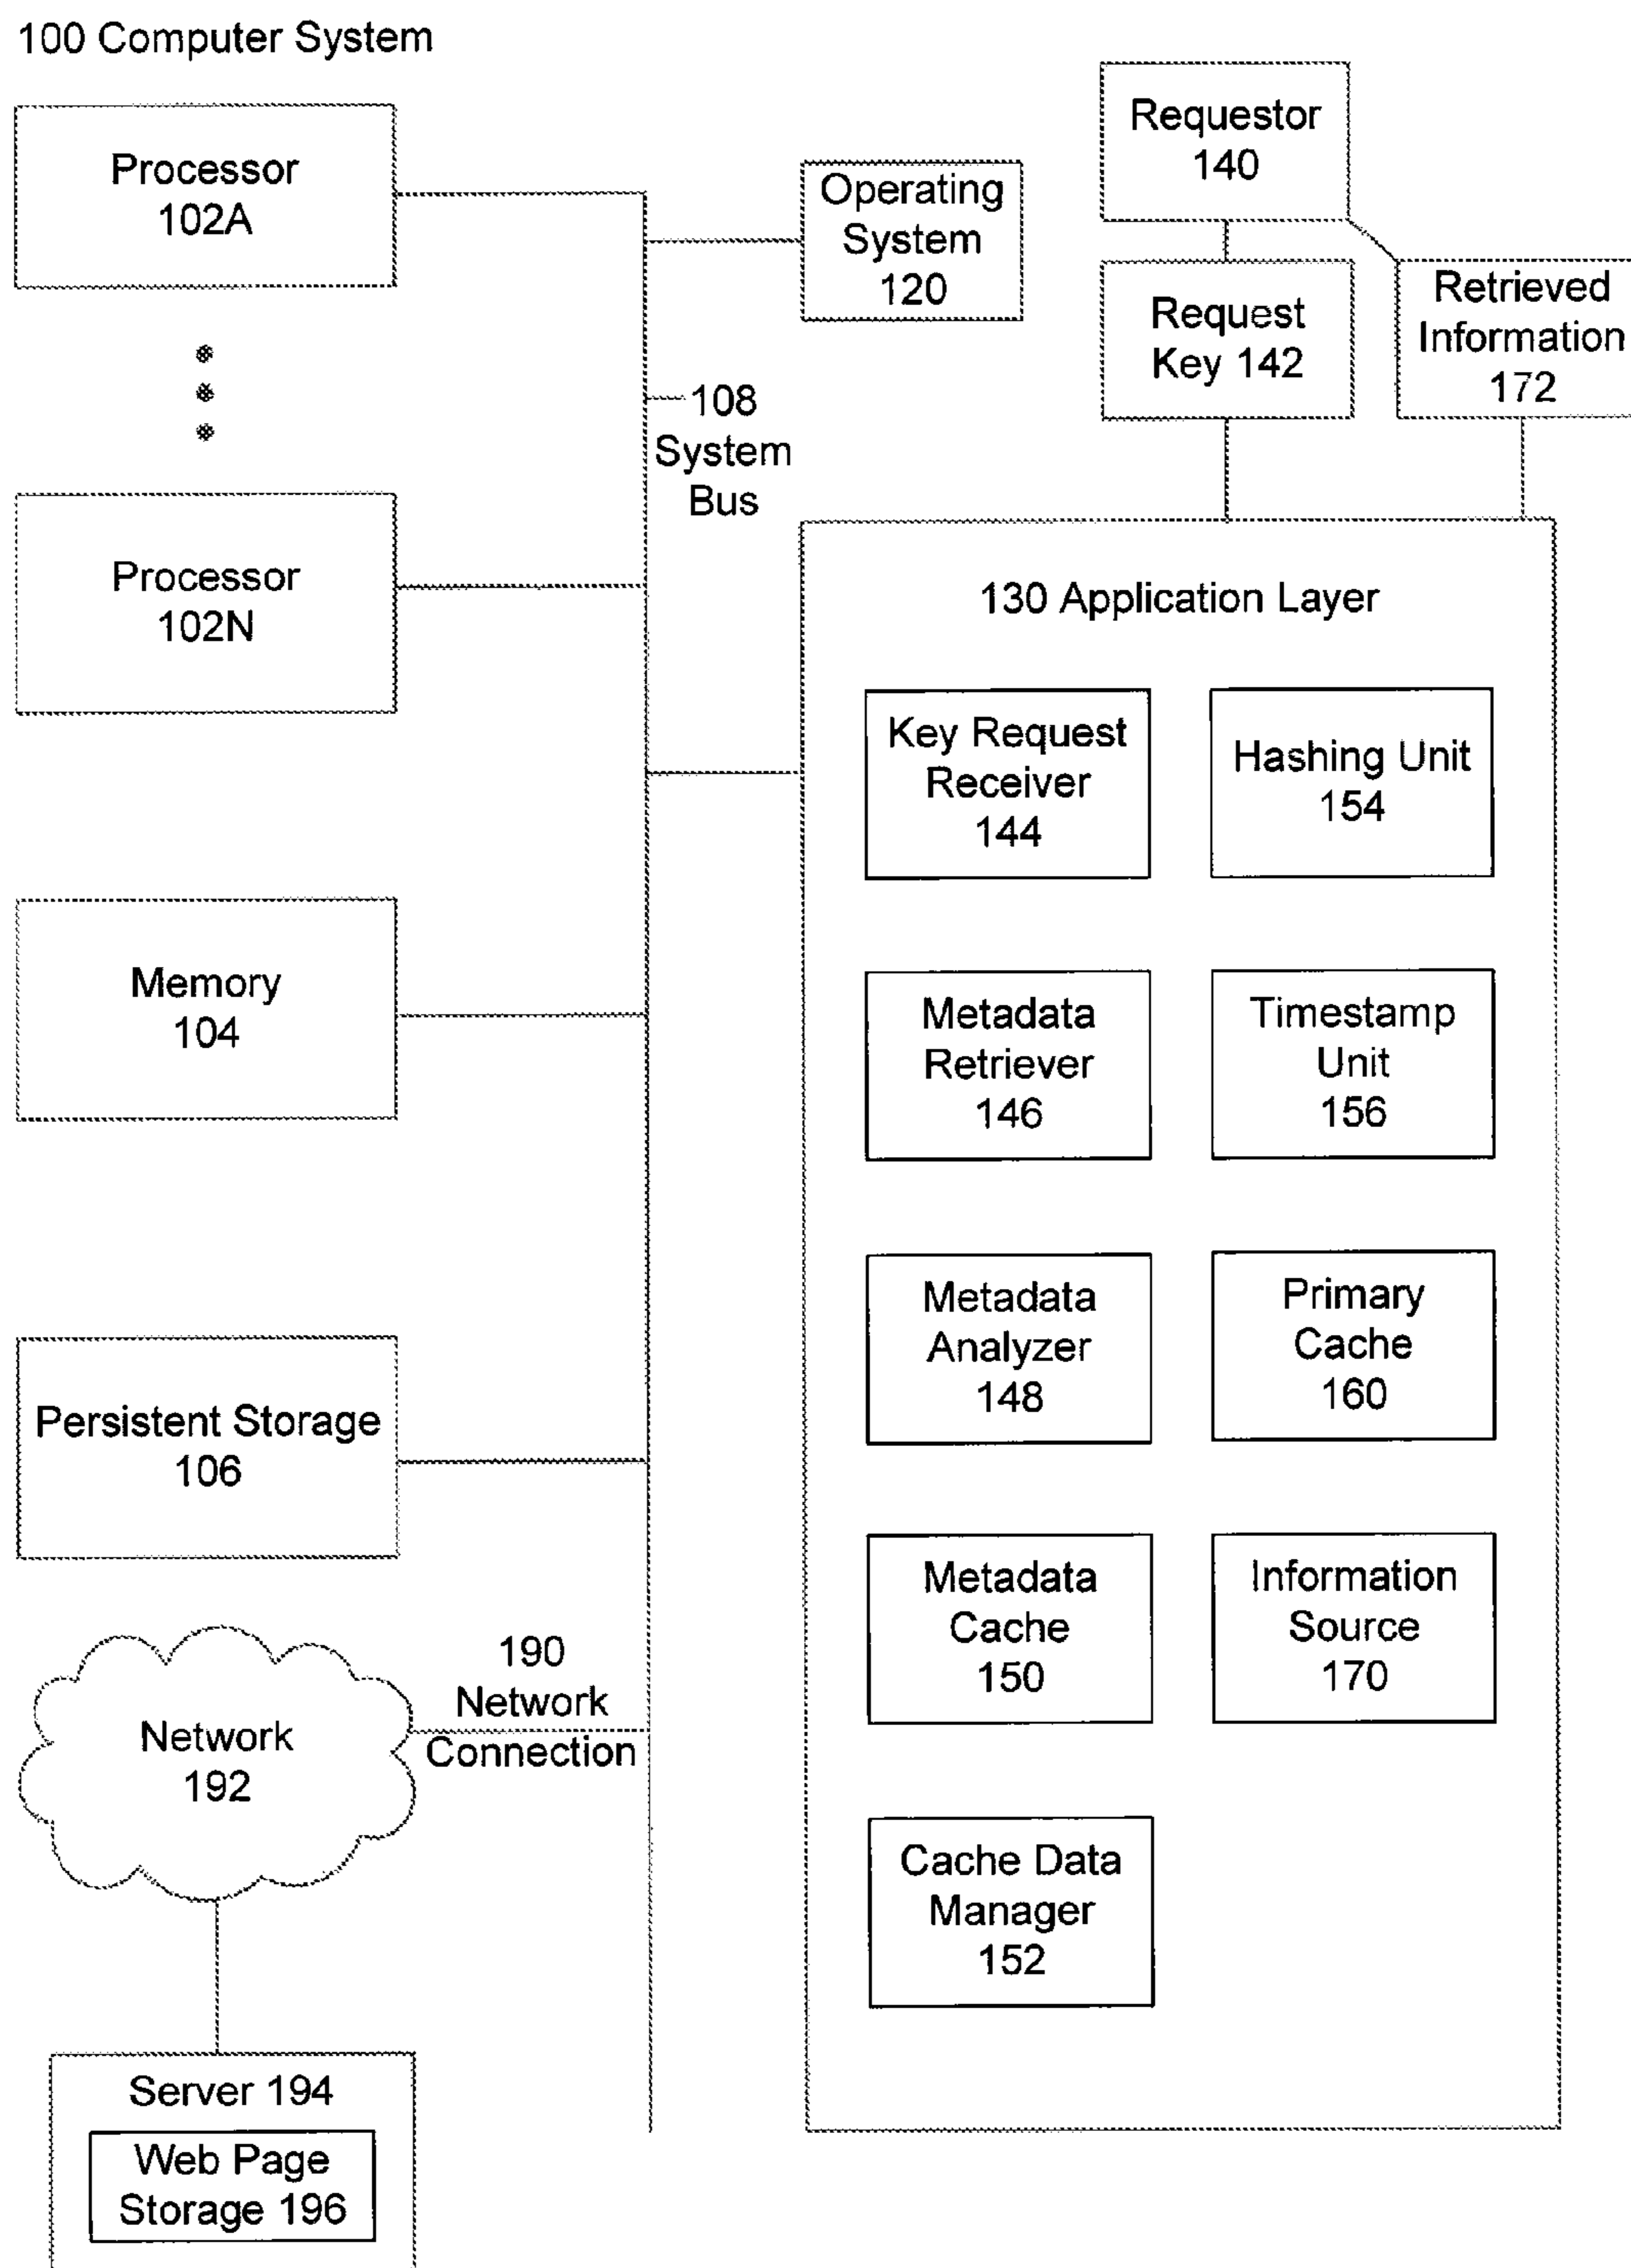 100 Computer System
Processor
102A
Processor
102N
Memory
104
Persistent Storage
106
Network
192
190
Network
Connection
Server 194
Web Page
Storage 196
108
System
Bus
Operating
System
120
Requestor
140
Request
Key 142
Retrieved
Information
172
130 Application Layer
Key Request
Receiver
144
Hashing Unit
154
Metadata
Retriever
146
Timestamp
Unit
156
Metadata
Analyzer
148
Primary
Cache
160
Metadata
Cache
150
Information
Source
170
Cache Data
Manager
152